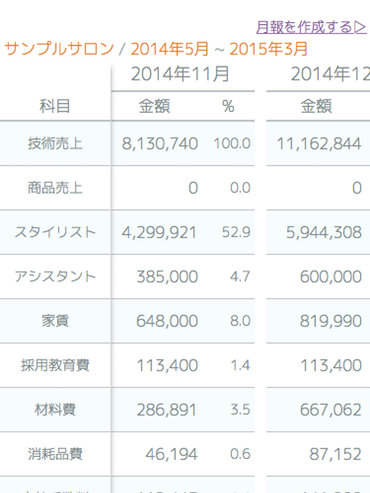 月報を作成する▷
サンプルサロン / 2014年5月 ~ 2015年3月
2014年11月 2014年12
科目 金額 % 金額
技術売上 8,130,740 100.0 11,162,844
商品売上 0 0.0 0
スタイリスト 4,299,921 52.9 5,944,308
アシスタント 385,000 4.7 600,000
家賃 648,000 8.0 819,990
採用教育費 113,400 1.4 113,400
材料費 286,891 3.5 667,062
消耗品費 46,194 0.6 87,152